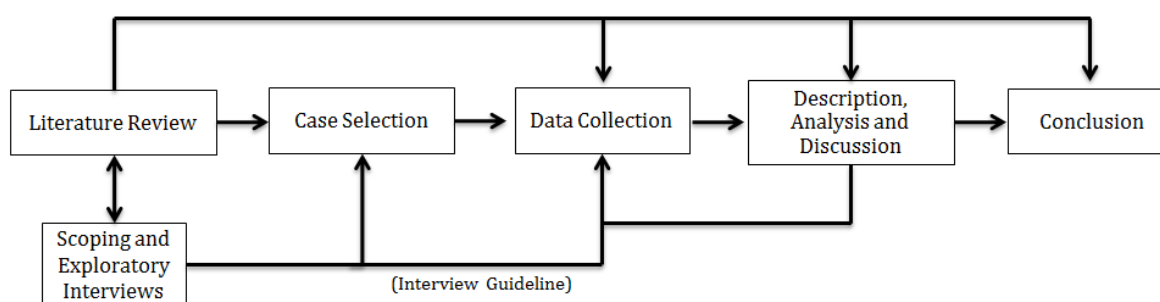 Literature Review
Case Selection
Data Collection
Description,
Analysis and
Discussion
Conclusion
Scoping and
Exploratory
Interviews
(Interview Guideline)